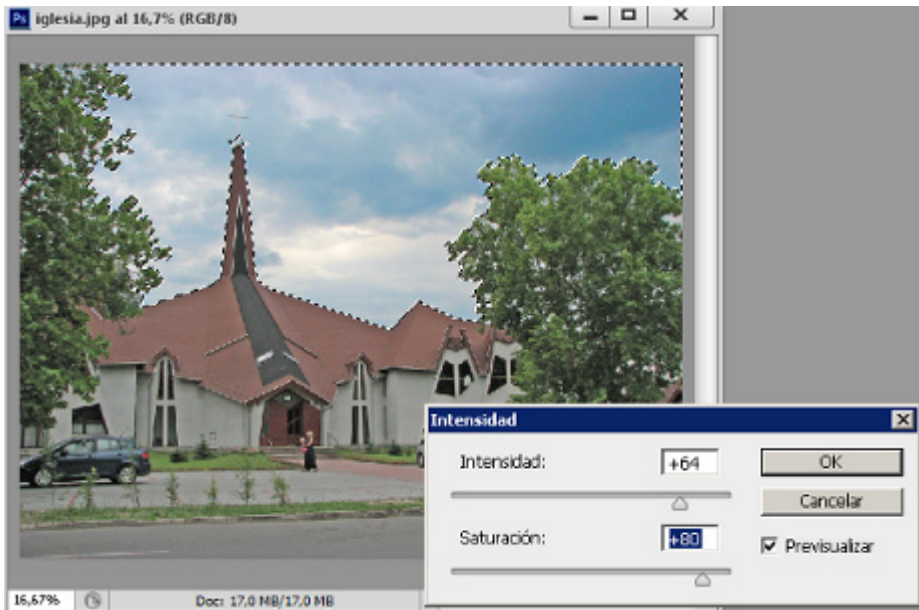 Ps iglesia.jpg al 16,7% (RGB/8)
Intensidad
Intensidad: +64 OK
Cancelar
Saturación: +80
Previsualizar
16,67% Doc: 17,0 MB/17,0 MB